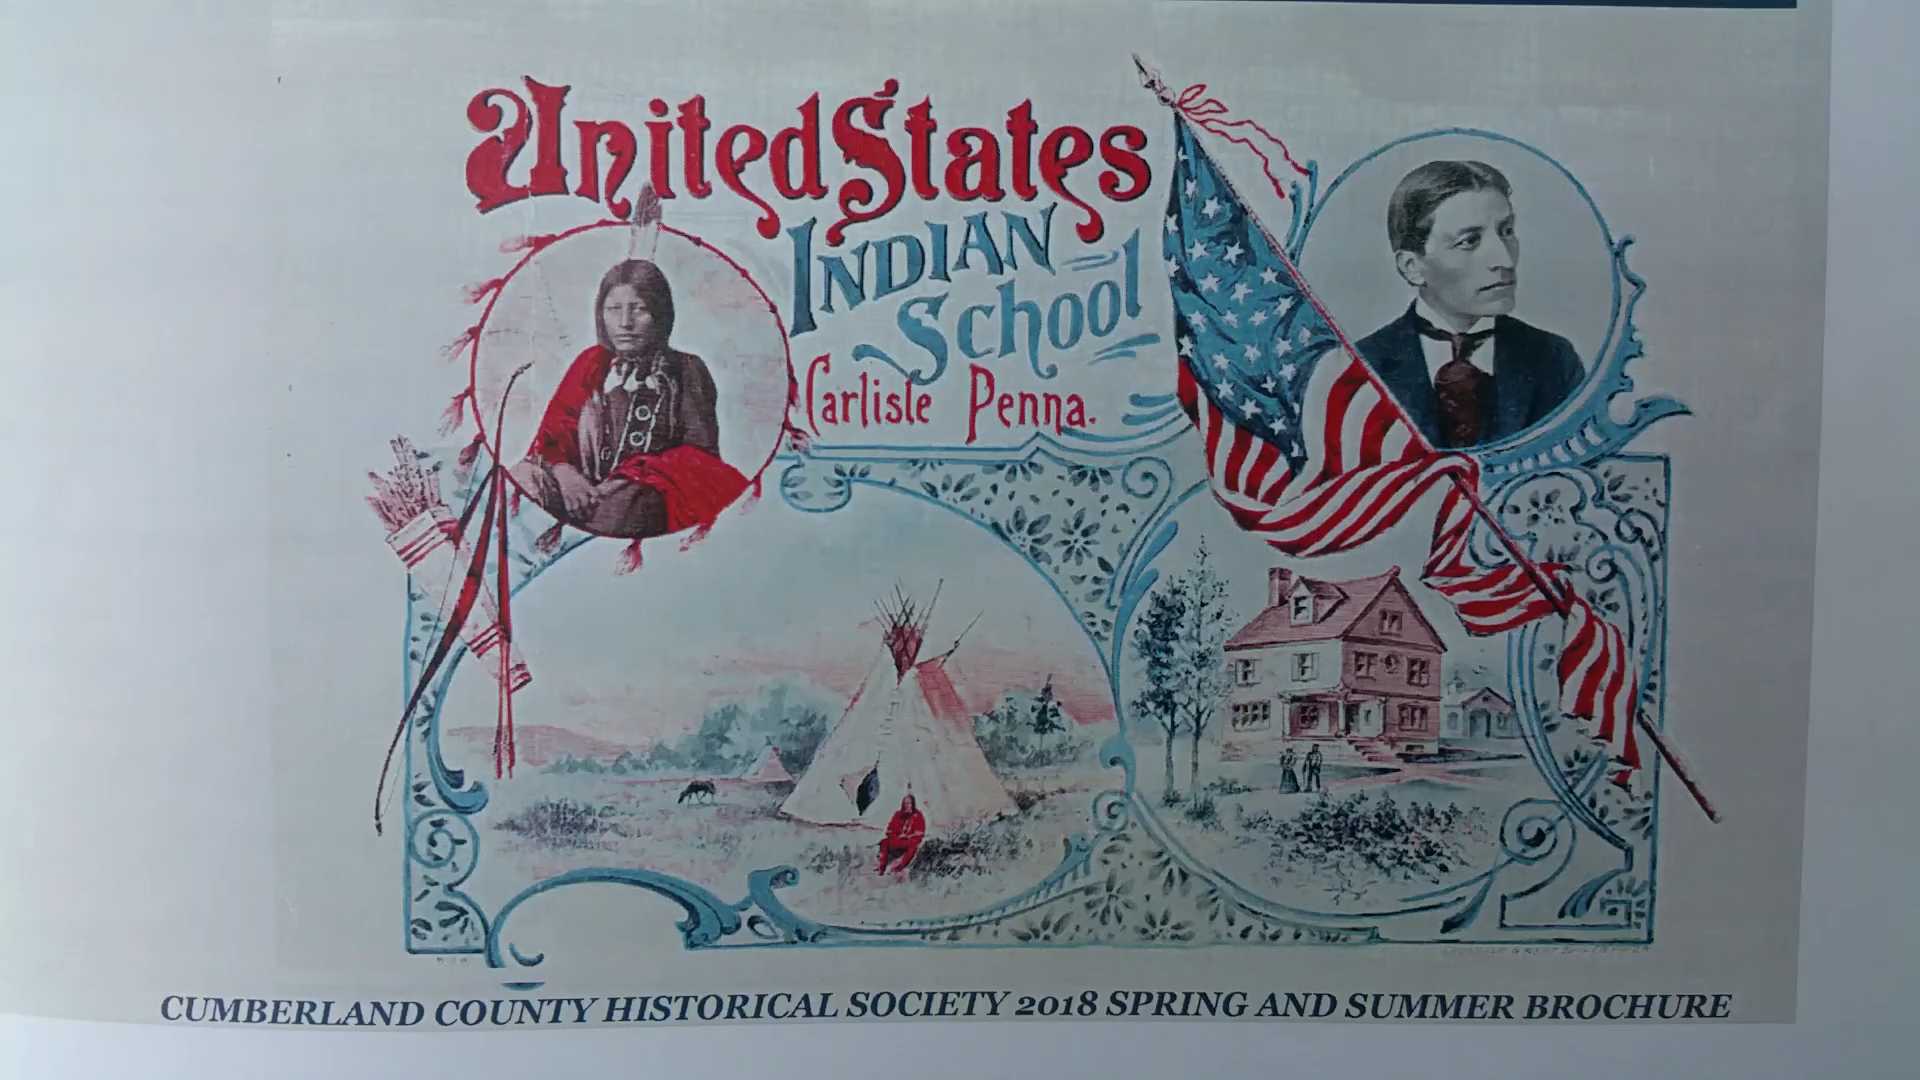 United States
INDIAN
School
Carlisle Penna.
CUMBERLAND COUNTY HISTORICAL SOCIETY 2018 SPRING AND SUMMER BROCHURE